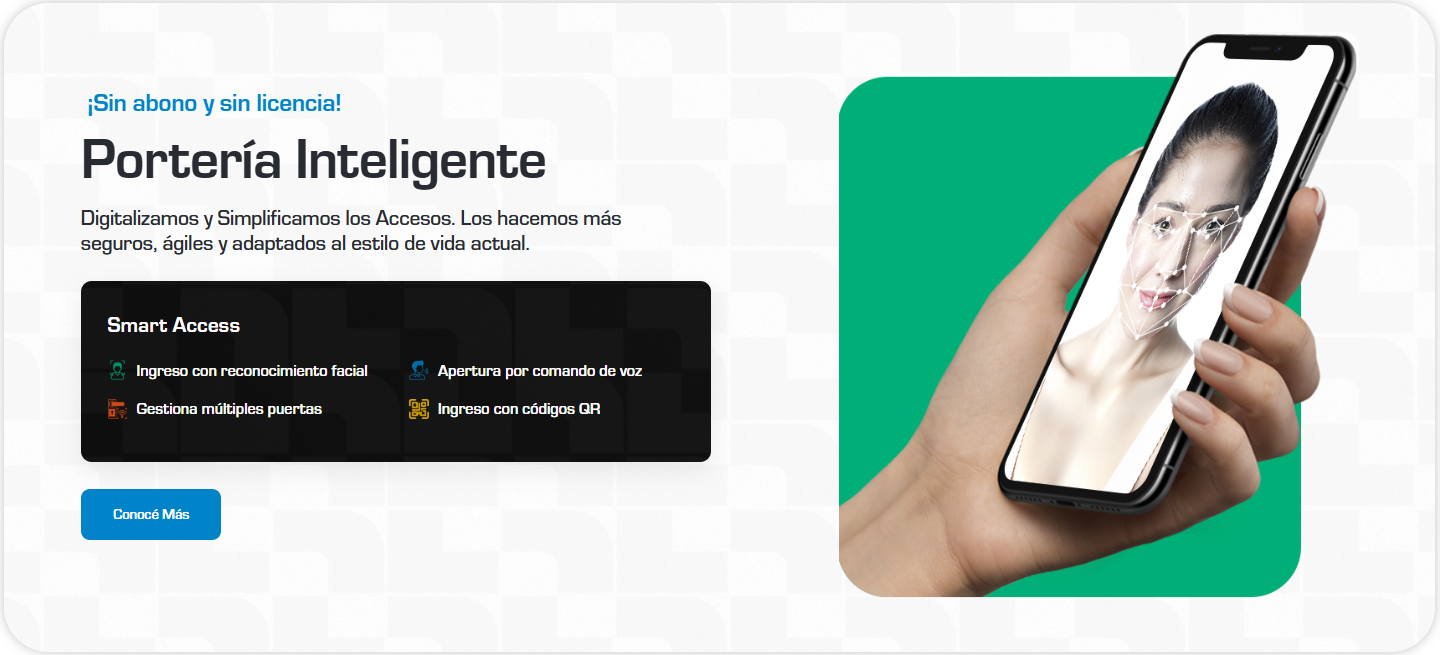 ¡Sin abono y sin licencia!
Portería Inteligente
Digitalizamos y Simplificamos los Accesos. Los hacemos más
seguros, ágiles y adaptados al estilo de vida actual.
Smart Access
Ingreso con reconocimiento facial
Apertura por comando de voz
Gestiona múltiples puertas
Ingreso con códigos QR
Conocé Más